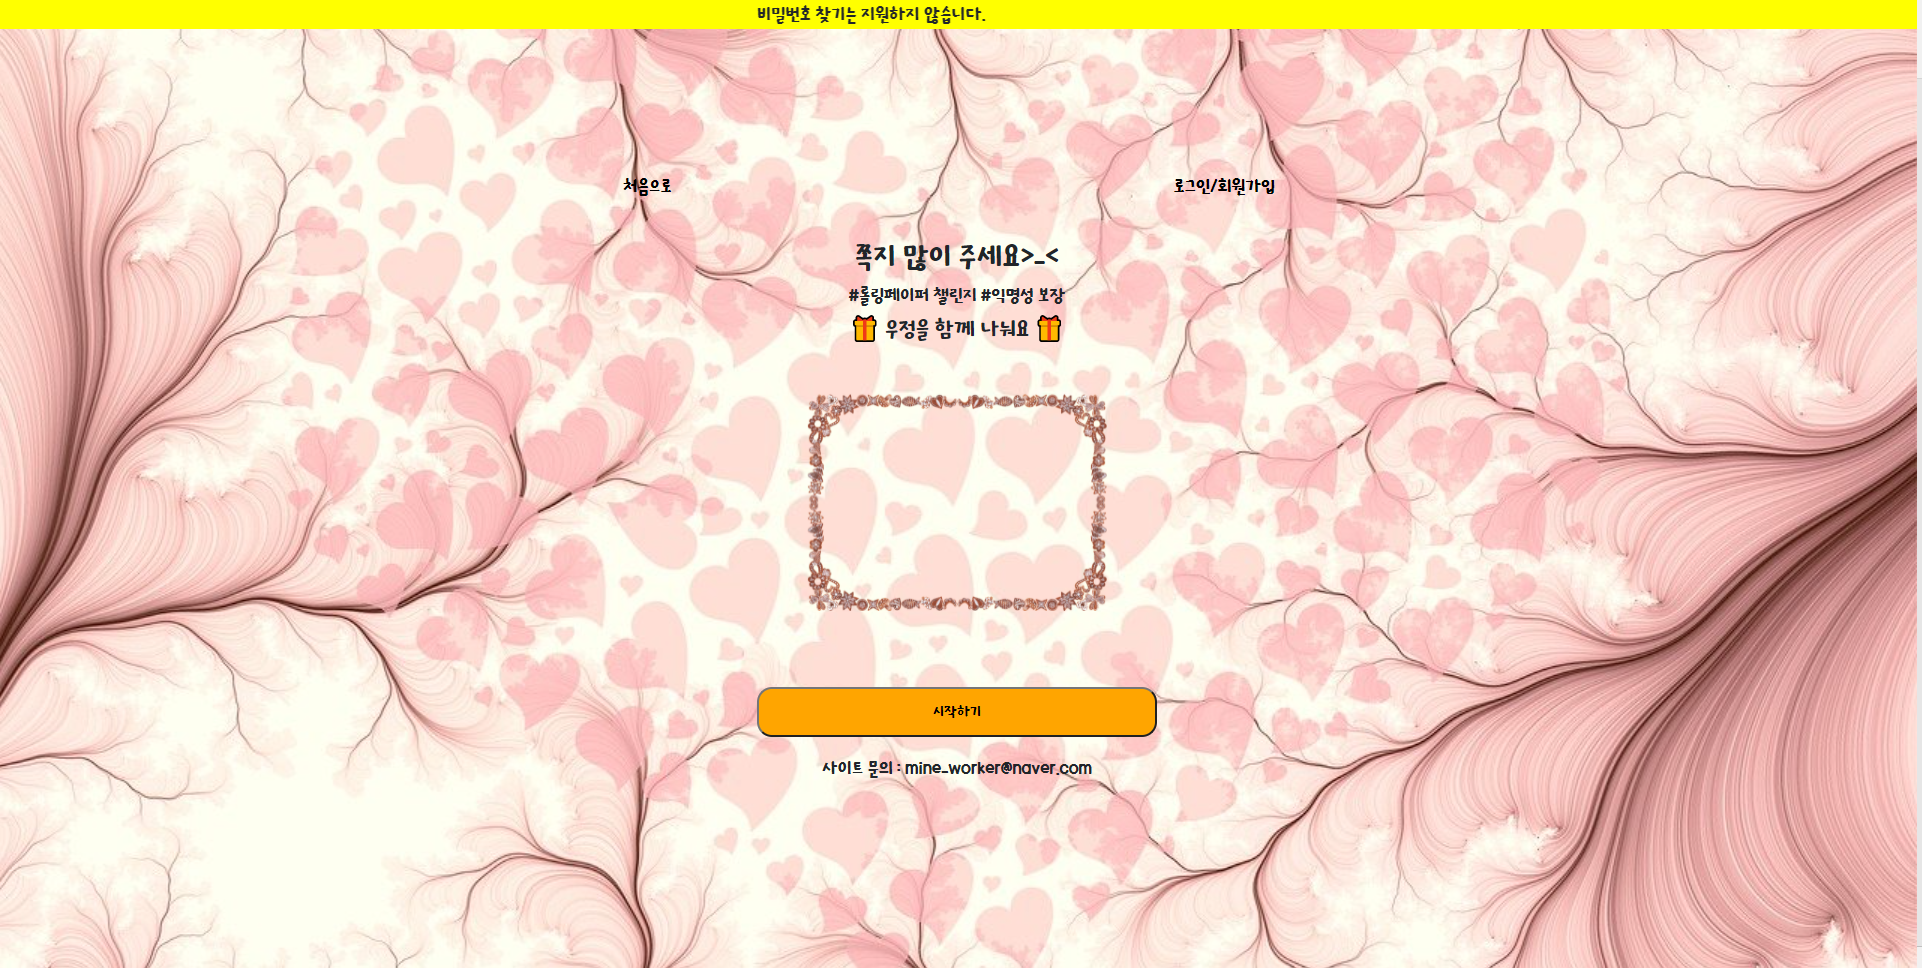 비밀번호 찾기는 지원하지 않습니다.
처음으로
로그인/회원가입
쪽지 많이 주세요>_<
#롤링페이퍼 챌린지 #익명성 보장
우정을 함께 나눠요
시작하기
사이트 문의 : mine_worker@naver.com